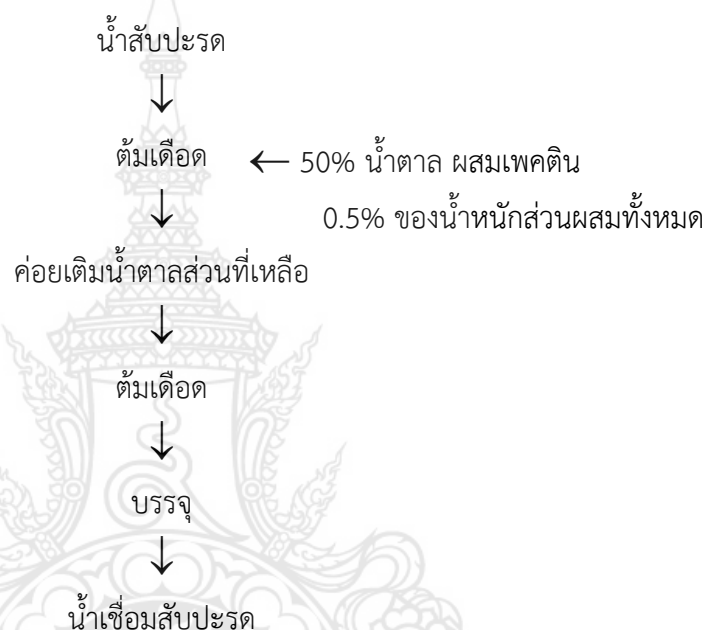 น้ำสับปะรด
↓
ต้มเดือด ← 50% น้ำตาล ผสมเพคติน
↓ 0.5% ของน้ำหนักส่วนผสมทั้งหมด
ค่อยเติมน้ำตาลส่วนที่เหลือ
↓
ต้มเดือด
↓
บรรจุ
↓
น้ำเชื่อมสับปะรด